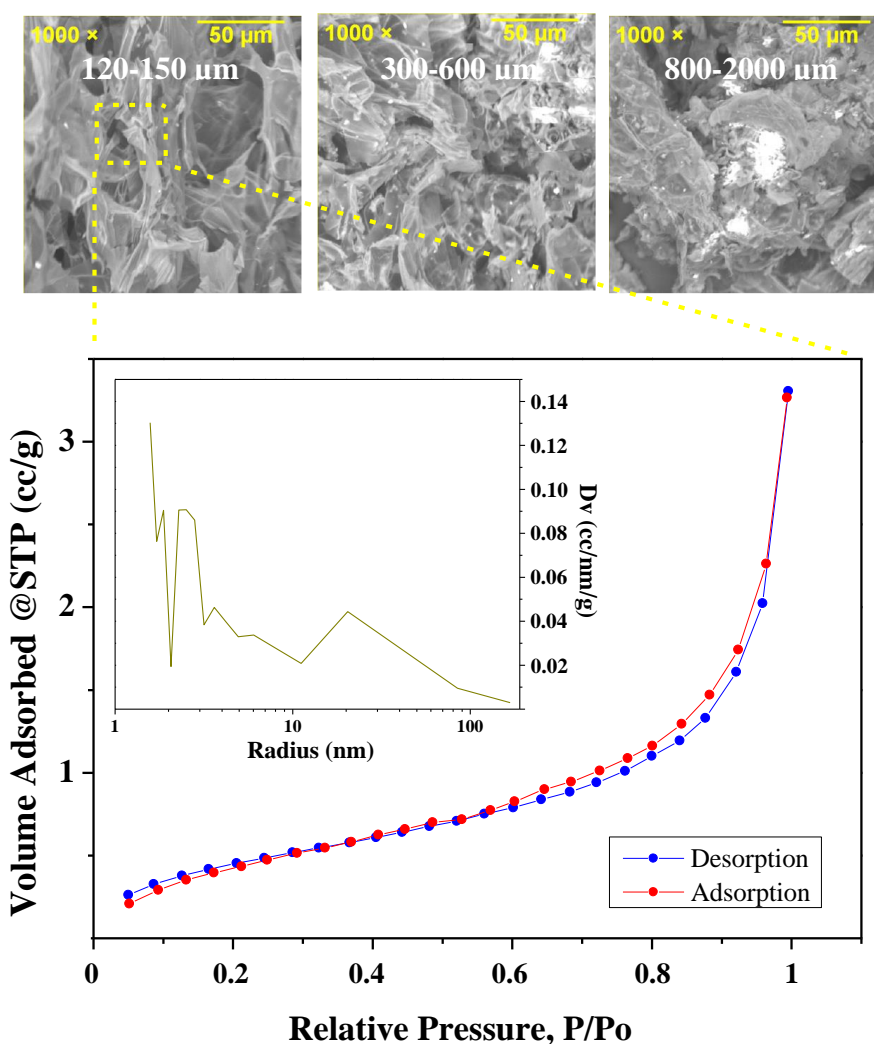 1000 ×
50 µm
120-150 µm
1000 ×
50 µm
300-600 µm
1000 ×
50 µm
800-2000 µm
Volume Adsorbed @STP (cc/g)
3
2
1
0
0.2
0.4
0.6
0.8
1
Relative Pressure, P/Po
0.14
0.12
0.10
0.08
0.06
0.04
0.02
Dv (cc/nm/g)
1
10
100
Radius (nm)
Desorption
Adsorption